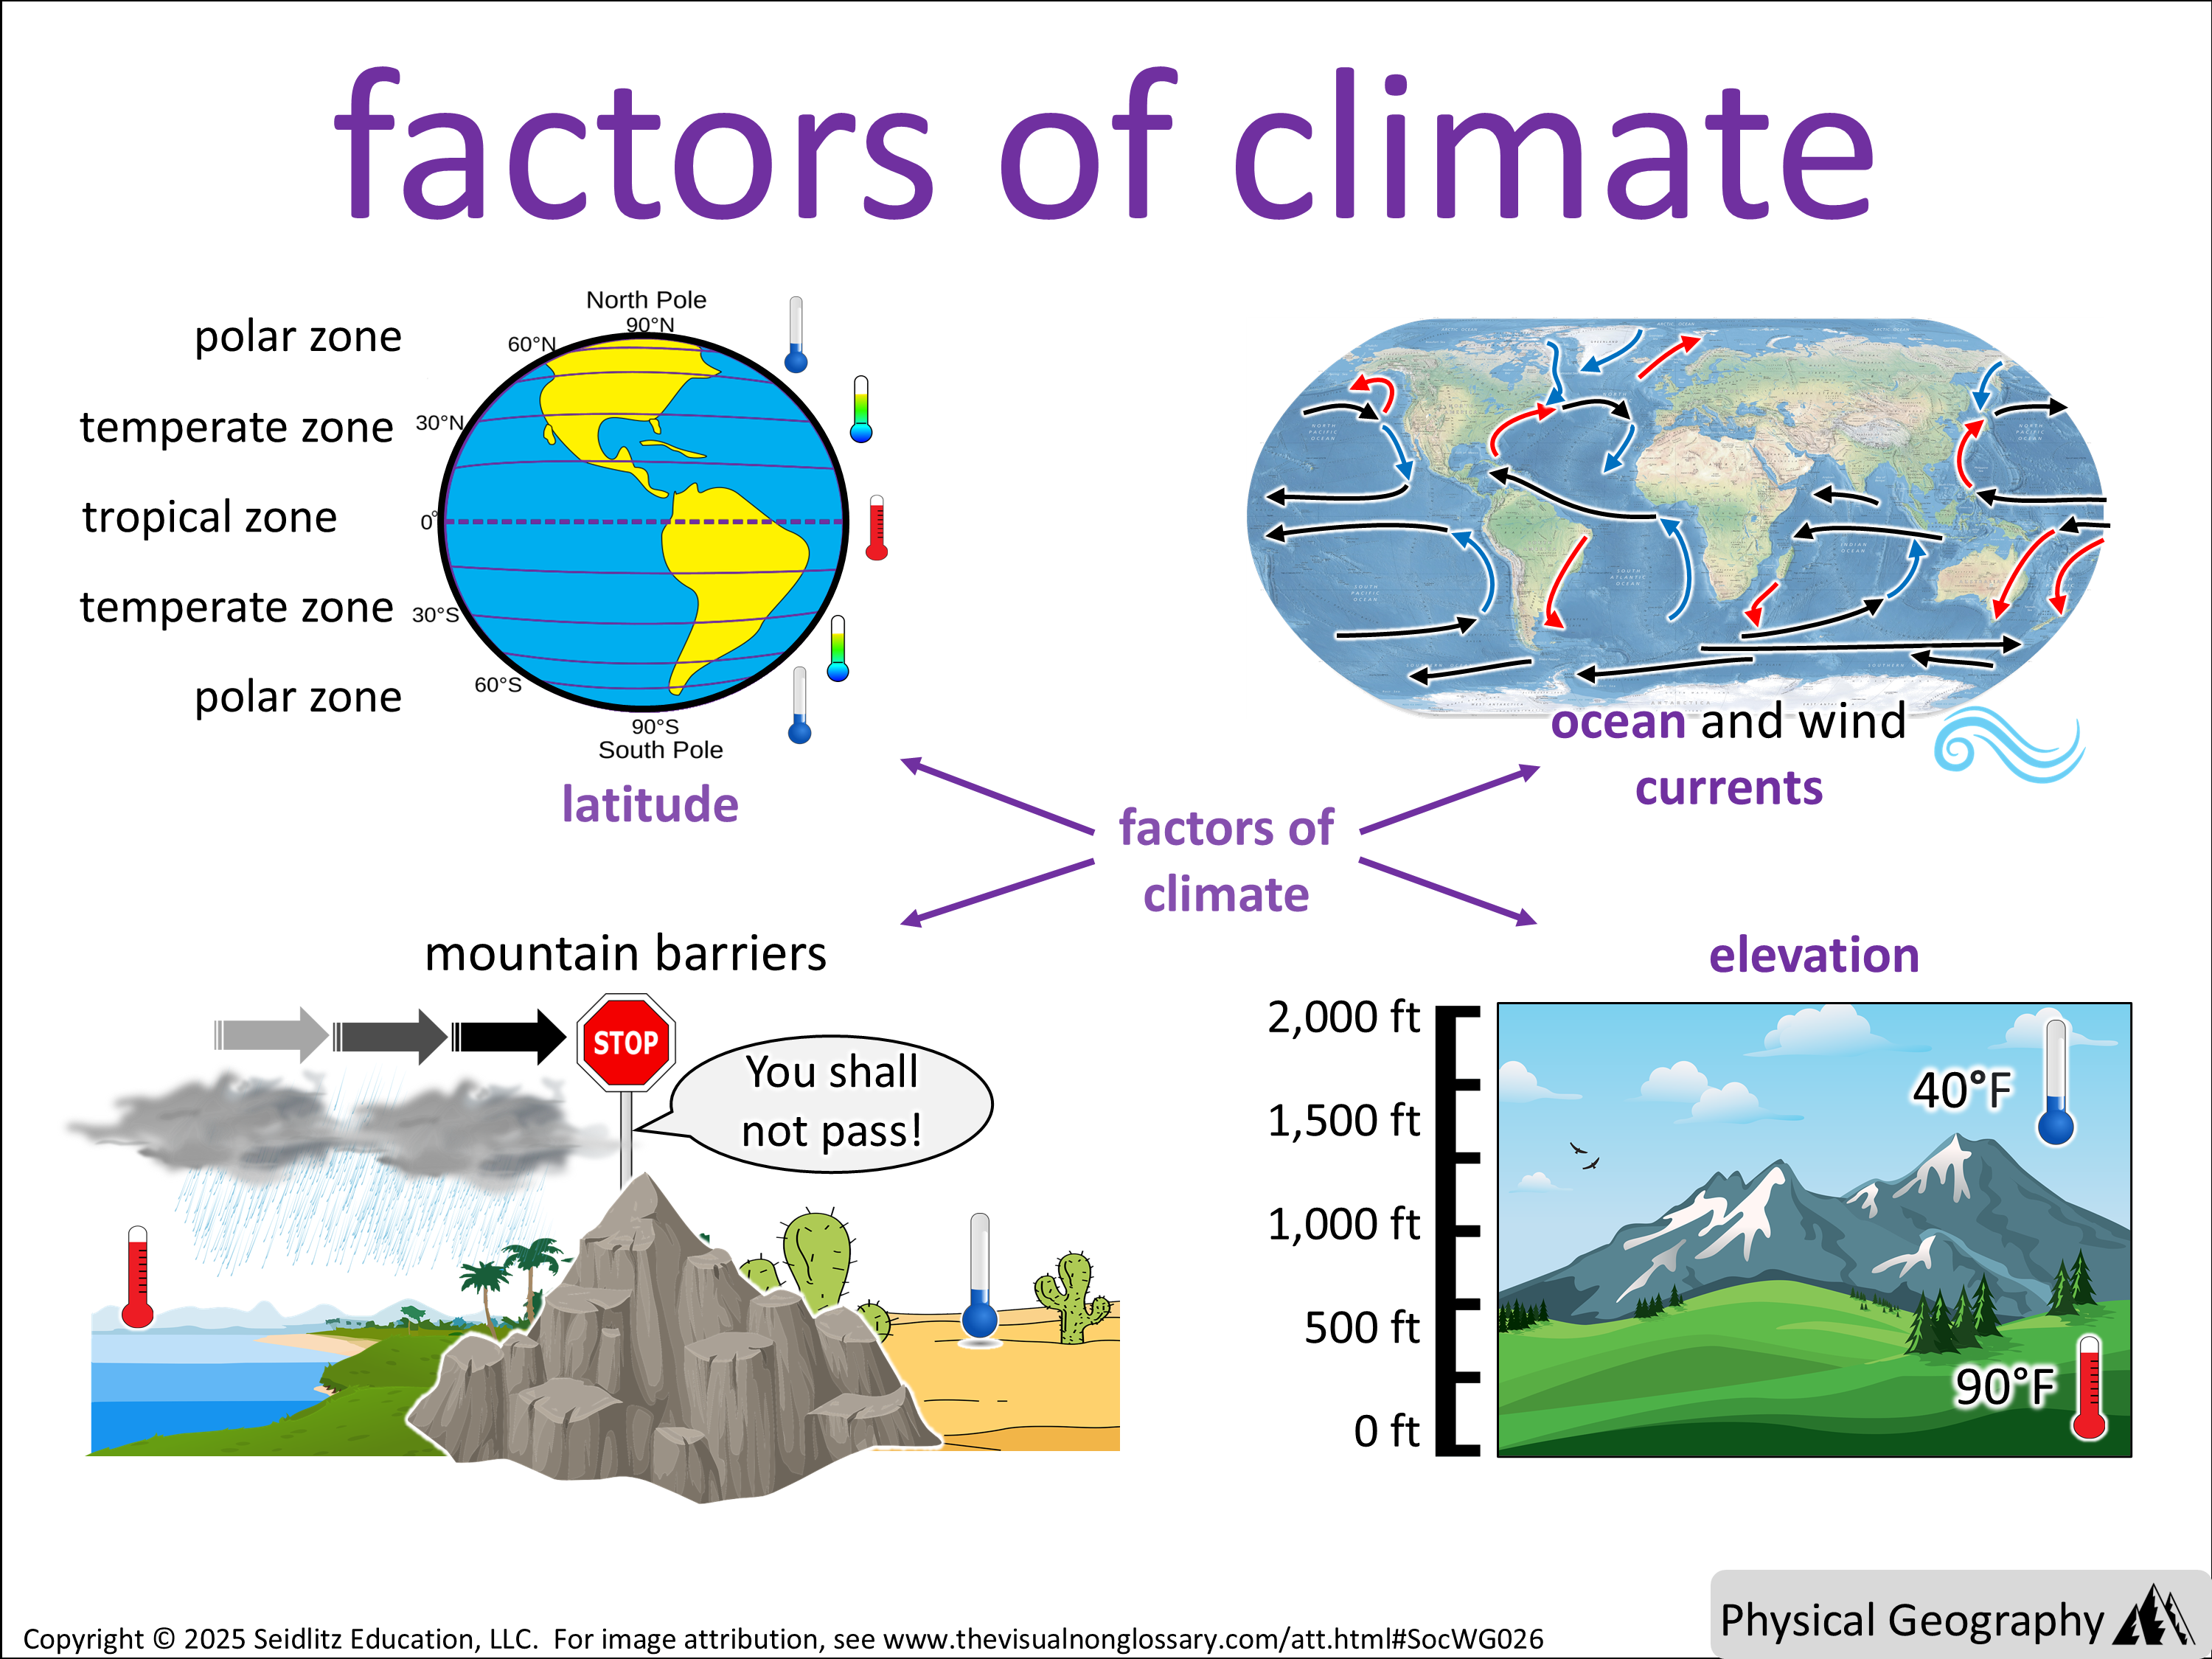 factors of climate
North Pole
90°N
polar zone
60°N
temperate zone
30°N
tropical zone
0°
temperate zone
30°S
polar zone
60°S
90°S
South Pole
latitude
ocean and wind
currents
factors of
climate
mountain barriers
STOP
You shall
not pass!
elevation
2,000 ft
1,500 ft
1,000 ft
500 ft
0 ft
40°F
90°F
Physical Geography
Copyright © 2025 Seidlitz Education, LLC.  For image attribution, see www.thevisualnonglossary.com/att.html#SocWG026